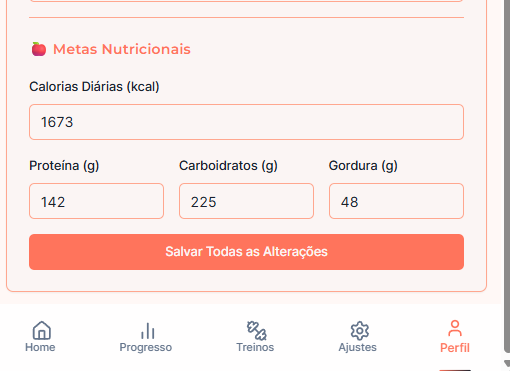 Metas Nutricionais
Calorias Diárias (kcal)
1673
Proteína (g) Carboidratos (g) Gordura (g)
142 225 48
Salvar Todas as Alterações
Home Progresso Treinos Ajustes Perfil